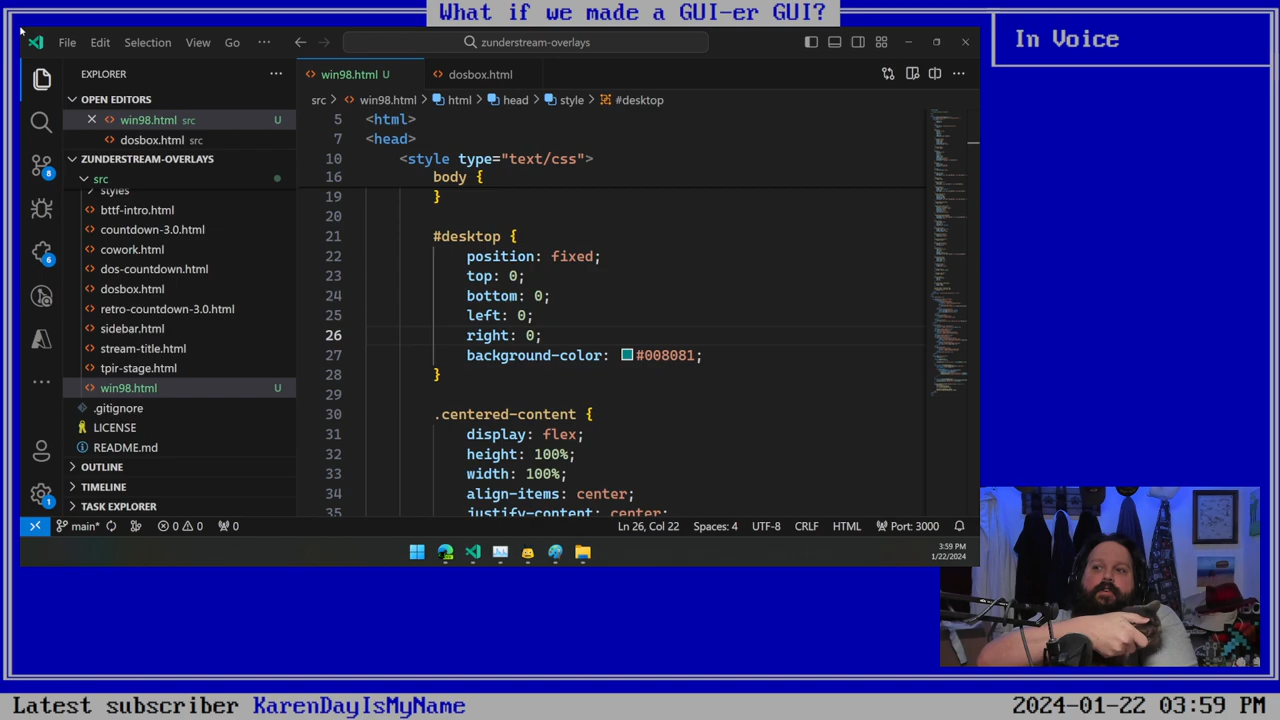 What if we made a GUI-er GUI?
In Voice
File Edit Selection View Go
zunderstream-overlays
EXPLORER
win98.html U
dosbox.html
OPEN EDITORS
src win98.html html head style #desktop
win98.html src U
dosbox.html src
ZUNDERSTREAM-OVERLAYS
src
styles
bttf-intro.html
countdown-3.0.html
cowork.html
dos-countdown.html
dosbox.html
retro-countdown-3.0.html
sidebar.html
stream-title.html
tpir-stage.html
win98.html U
.gitignore
LICENSE
README.md
OUTLINE
TIMELINE
TASK EXPLORER
8
6
1
5 <html>
7 <head>
10 <style type="text/css">
16 body {
19 }
20
21 #desktop
22 position: fixed;
23 top: 0;
24 bottom: 0;
25 left: 0;
26 right: 0;
27 background-color: #008081;
28 }
29
30 .centered-content {
31 display: flex;
32 height: 100%;
33 width: 100%;
34 align-items: center;
35 justify-content: center;
main* 0 0 0 Ln 26, Col 22 Spaces: 4 UTF-8 CRLF HTML Port: 3000
3:59 PM
1/22/2024
Latest subscriber KarenDayIsMyName
2024-01-22 03:59 PM